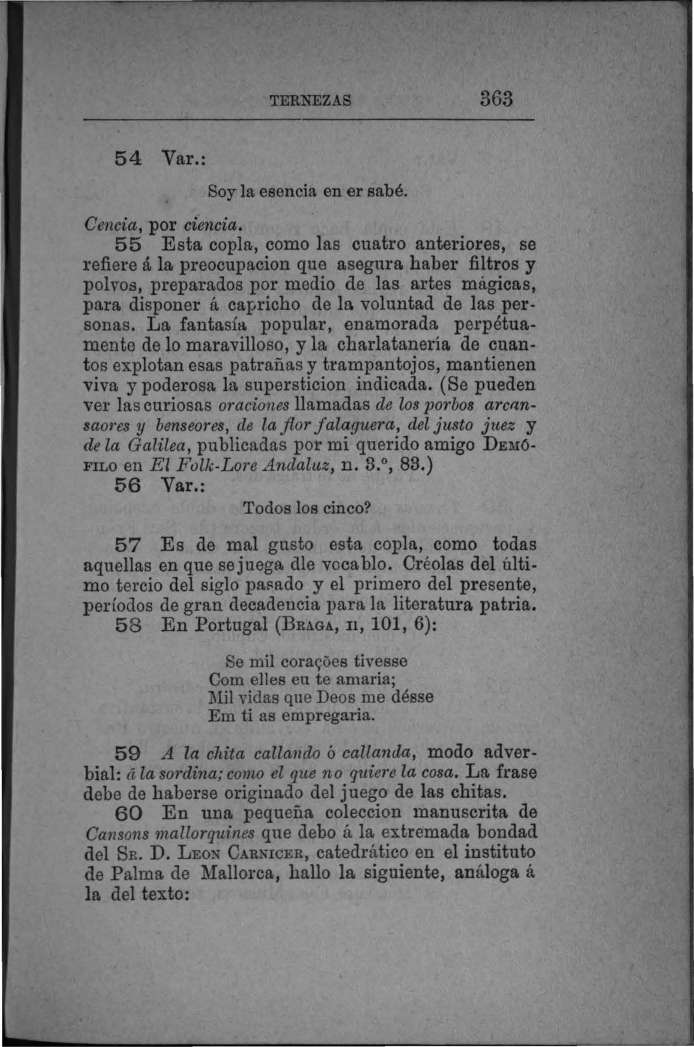 TERNEZAS 363
54 Var.:
Soy la esencia en er sabé.
Cencia, por ciencia.
55 Esta copla, como las cuatro anteriores, se
refiere á la preocupacion que asegura haber filtros y
polvos, preparados por medio de las artes mágicas,
para disponer á capricho de la voluntad de las per-
sonas. La fantasía popular, enamorada perpétua-
mente de lo maravilloso, y la charlatanería de cuan-
tos explotan esas patrañas y trampantojos, mantienen
viva y poderosa la supersticion indicada. (Se pueden
ver las curiosas oraciones llamadas de los porbos arcan-
saores y benseores, de la flor falaguera, del justo juez y
de la Galilea, publicadas por mi querido amigo DEMÓ-
FILO en El Folk-Lore Andaluz, n. 3.º, 83.)
56 Var.:
Todos los cinco?
57 Es de mal gusto esta copla, como todas
aquellas en que se juega dle vocablo. Créolas del últi-
mo tercio del siglo pasado y el primero del presente,
períodos de gran decadencia para la literatura patria.
58 En Portugal (BRAGA, II, 101, 6):
Se mil corações tivesse
Com elles eu te amaria;
Mil vidas que Deos me désse
Em ti as empregaria.
59 A la chita callando ó callanda, modo adver-
bial: á la sordina; como el que no quiere la cosa. La frase
debe de haberse originado del juego de las chitas.
60 En una pequeña coleccion manuscrita de
Cansons mallorquines que debo á la extremada bondad
del SR. D. LEON CARNICER, catedrático en el instituto
de Palma de Mallorca, hallo la siguiente, análoga á
la del texto: